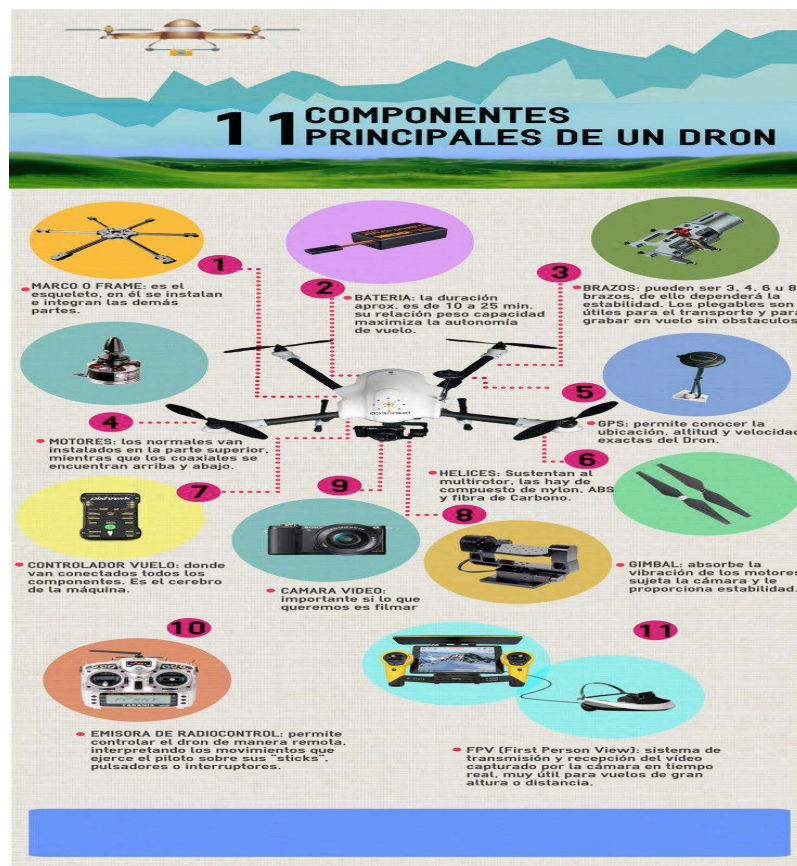 11 COMPONENTES
PRINCIPALES DE UN DRON
1
MARCO O FRAME: es el
esqueleto, en él se instalan
e integran las demás
partes.
2
BATERIA: la duración
aprox. es de 10 a 25 min.
su relación peso capacidad
maximiza la autonomía
de vuelo.
3
BRAZOS: pueden ser 3, 4, 6 u 8
brazos, de ello dependerá la
estabilidad. Los plegables son
útiles para el transporte y para
grabar en vuelo sin obstaculos
4
MOTORES: los normales van
instalados en la parte superior,
mientras que los coaxiales se
encuentran arriba y abajo.
5
GPS: permite conocer la
ubicación, altitud y velocidad
exactas del Dron.
6
HELICES: Sustentan al
multirotor, las hay de
compuesto de nylon, ABS
y fibra de Carbono.
7
pixhawk
CONTROLADOR VUELO: donde
van conectados todos los
componentes. Es el cerebro
de la máquina.
9
CAMARA VIDEO:
importante si lo que
queremos es filmar
8
GIMBAL: absorbe la
vibración de los motores
sujeta la cámara y le
proporciona estabilidad.
10
TARANIS
EMISORA DE RADIOCONTROL: permite
controlar el dron de manera remota,
interpretando los movimientos que
ejerce el piloto sobre sus "sticks",
pulsadores o interruptores.
11
FPV (First Person View): sistema de
transmisión y recepción del vídeo
capturado por la cámara en tiempo
real, muy útil para vuelos de gran
altura o distancia.